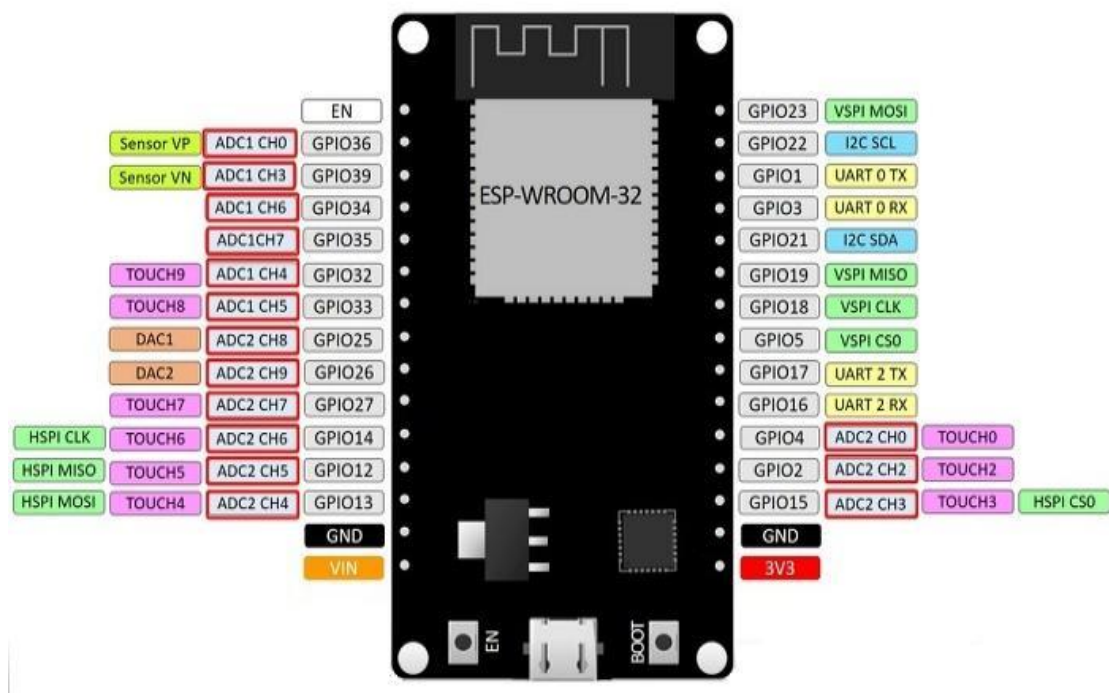 EN GPIO23 VSPI MOSI
Sensor VP ADC1 CH0 GPIO36 GPIO22 I2C SCL
Sensor VN ADC1 CH3 GPIO39 ESP-WROOM-32 GPIO1 UART 0 TX
ADC1 CH6 GPIO34 GPIO3 UART 0 RX
ADC1CH7 GPIO35 GPIO21 I2C SDA
TOUCH9 ADC1 CH4 GPIO32 GPIO19 VSPI MISO
TOUCH8 ADC1 CH5 GPIO33 GPIO18 VSPI CLK
DAC1 ADC2 CH8 GPIO25 GPIO5 VSPI CS0
DAC2 ADC2 CH9 GPIO26 GPIO17 UART 2 TX
TOUCH7 ADC2 CH7 GPIO27 GPIO16 UART 2 RX
HSPI CLK TOUCH6 ADC2 CH6 GPIO14 GPIO4 ADC2 CH0 TOUCH0
HSPI MISO TOUCH5 ADC2 CH5 GPIO12 GPIO2 ADC2 CH2 TOUCH2
HSPI MOSI TOUCH4 ADC2 CH4 GPIO13 GPIO15 ADC2 CH3 TOUCH3 HSPI CS0
GND GND
VIN 3V3
EN BOOT